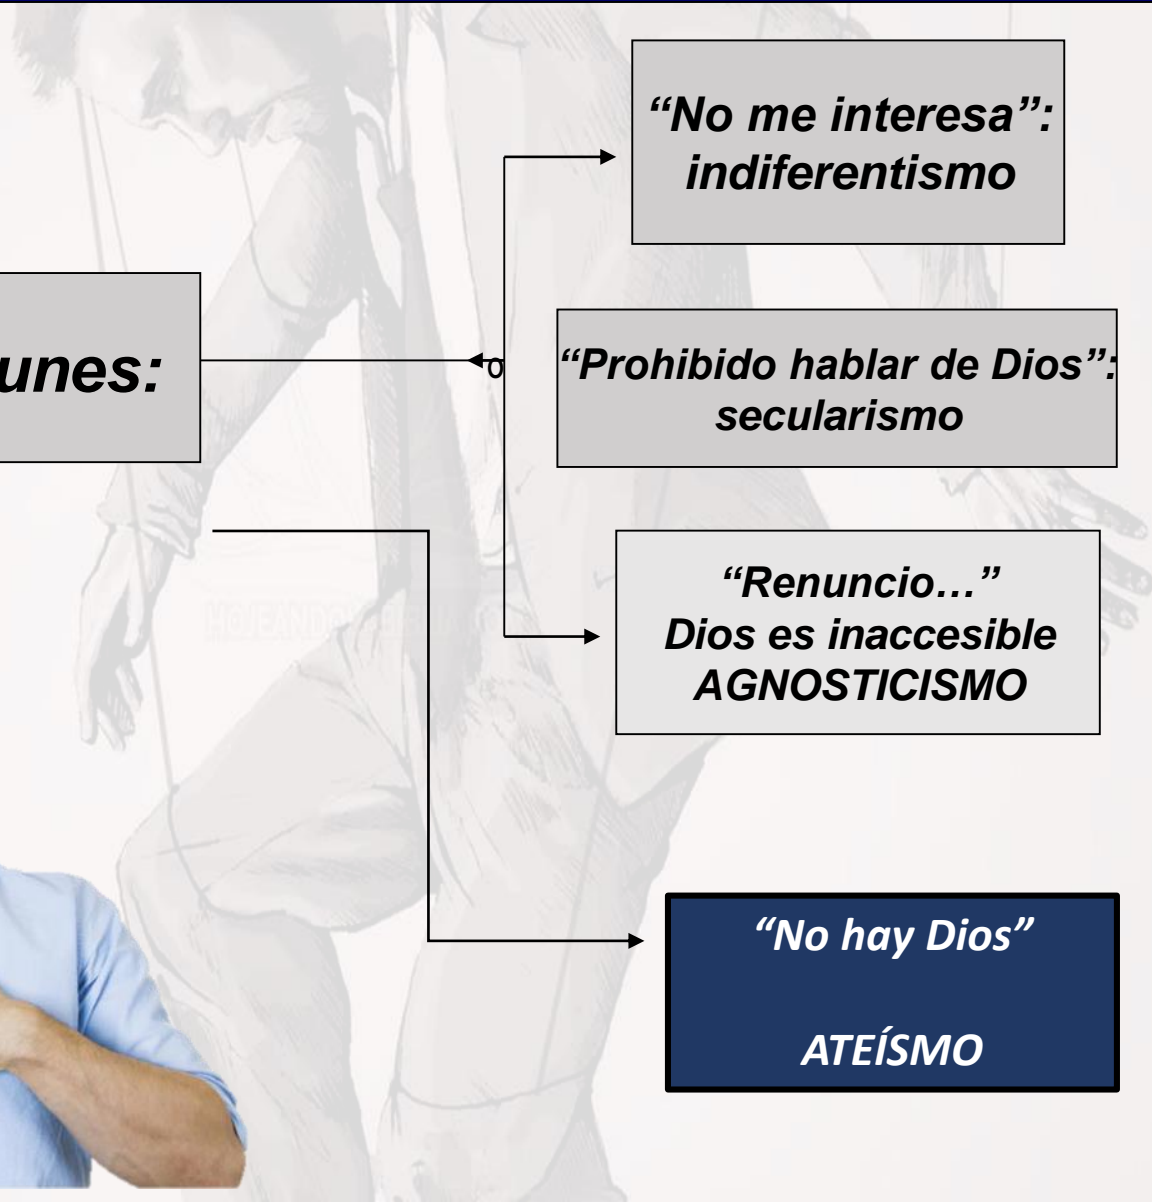 “No me interesa”:
indiferentismo
unes:
o
“Prohibido hablar de Dios”:
secularismo
“Renuncio…”
Dios es inaccesible
AGNOSTICISMO
“No hay Dios”
ATEÍSMO